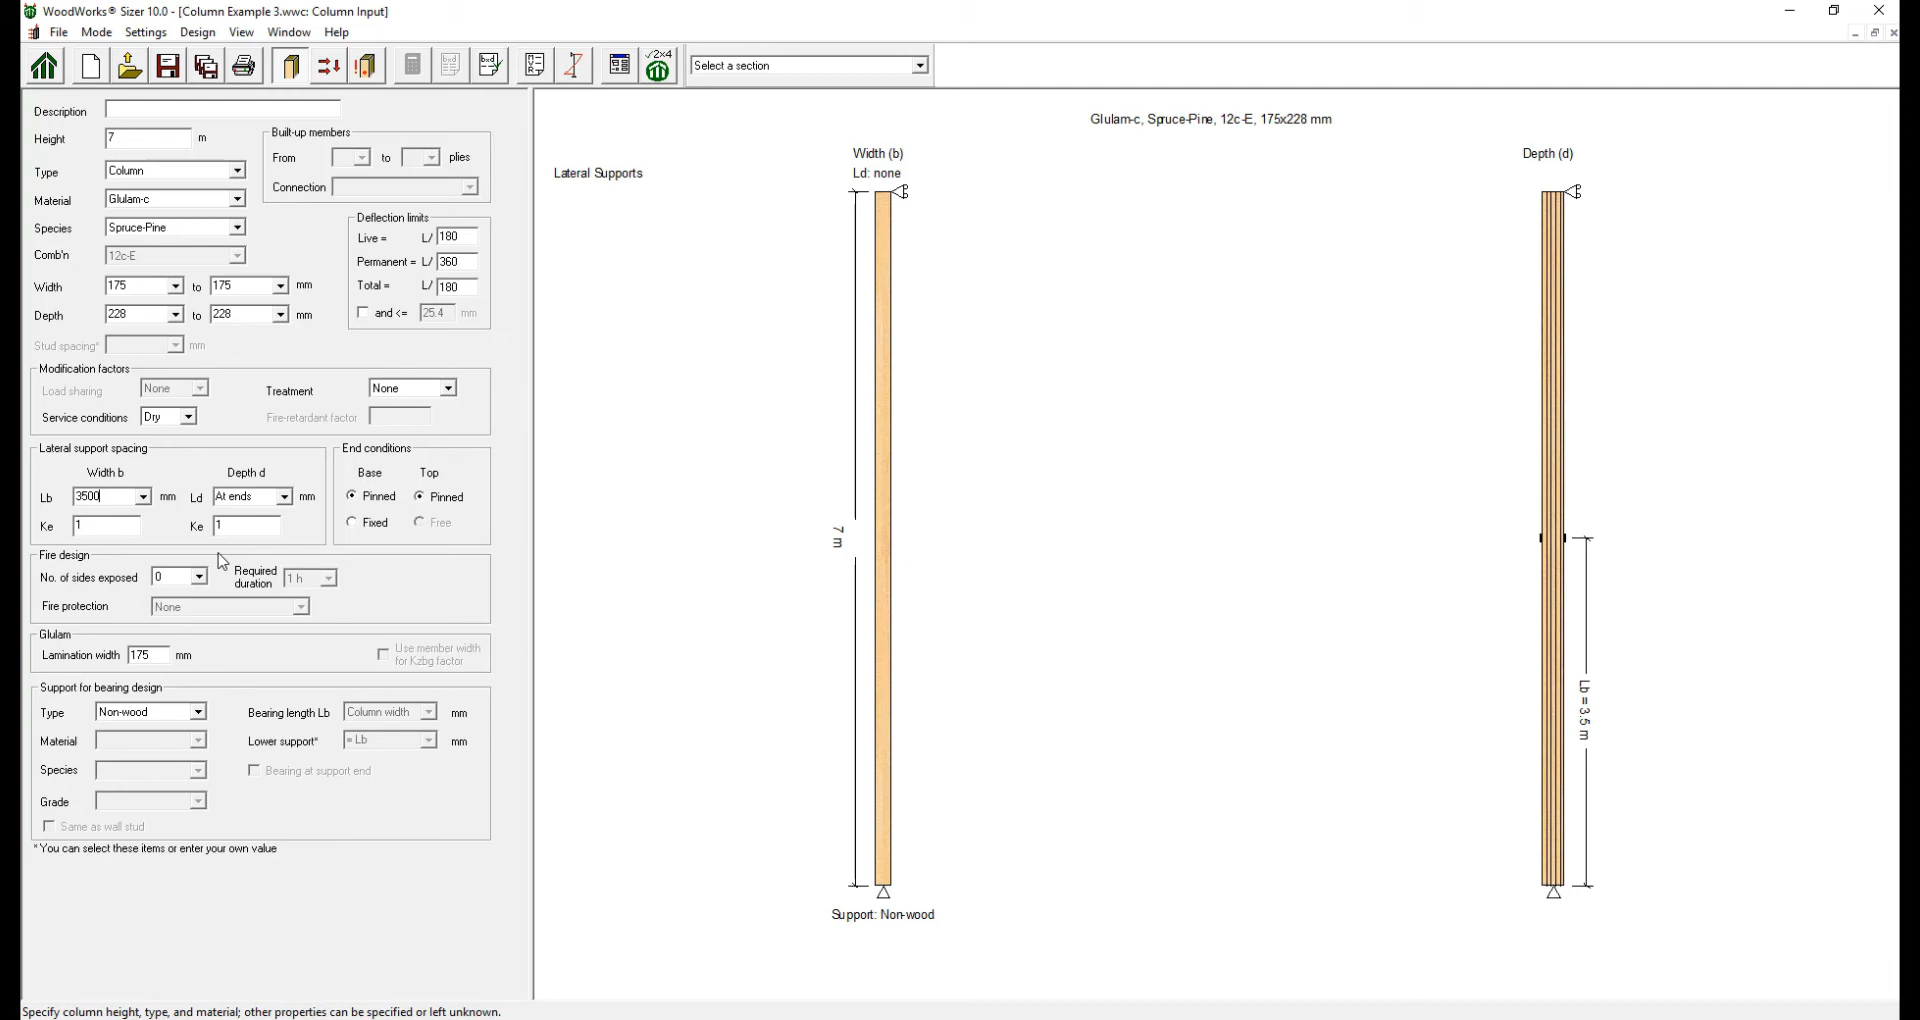 WoodWorks® Sizer 10.0 - [Column Example 3.wwc: Column Input]
File Mode Settings Design View Window Help
Select a section
Description
Height 7 m
Type Column
Material Glulam-c
Species Spruce-Pine
Comb'n 12c-E
Width 175 to 175 mm
Depth 228 to 228 mm
Stud spacing* mm
Built-up members
From to plies
Connection
Deflection limits
Live = L/ 180
Permanent = L/ 360
Total = L/ 180
and <= 25.4 mm
Modification factors
Load sharing None Treatment None
Service conditions Dry Fire-retardant factor
Lateral support spacing
Width b Depth d
Lb 3500 mm Ld At ends mm
Ke 1 Ke 1
End conditions
Base Top
Pinned Pinned
Fixed Free
Fire design
No. of sides exposed 0 Required duration 1 h
Fire protection None
Glulam
Lamination width 175 mm
Use member width
for Kzbg factor
Support for bearing design
Type Non-wood Bearing length Lb Column width mm
Material Lower support* = Lb mm
Species Bearing at support end
Grade
Same as wall stud
* You can select these items or enter your own value
Glulam-c, Spruce-Pine, 12c-E, 175x228 mm
Lateral Supports
Width (b)
Ld: none
Depth (d)
7 m
Lb = 3.5 m
Support: Non-wood
Specify column height, type, and material; other properties can be specified or left unknown.